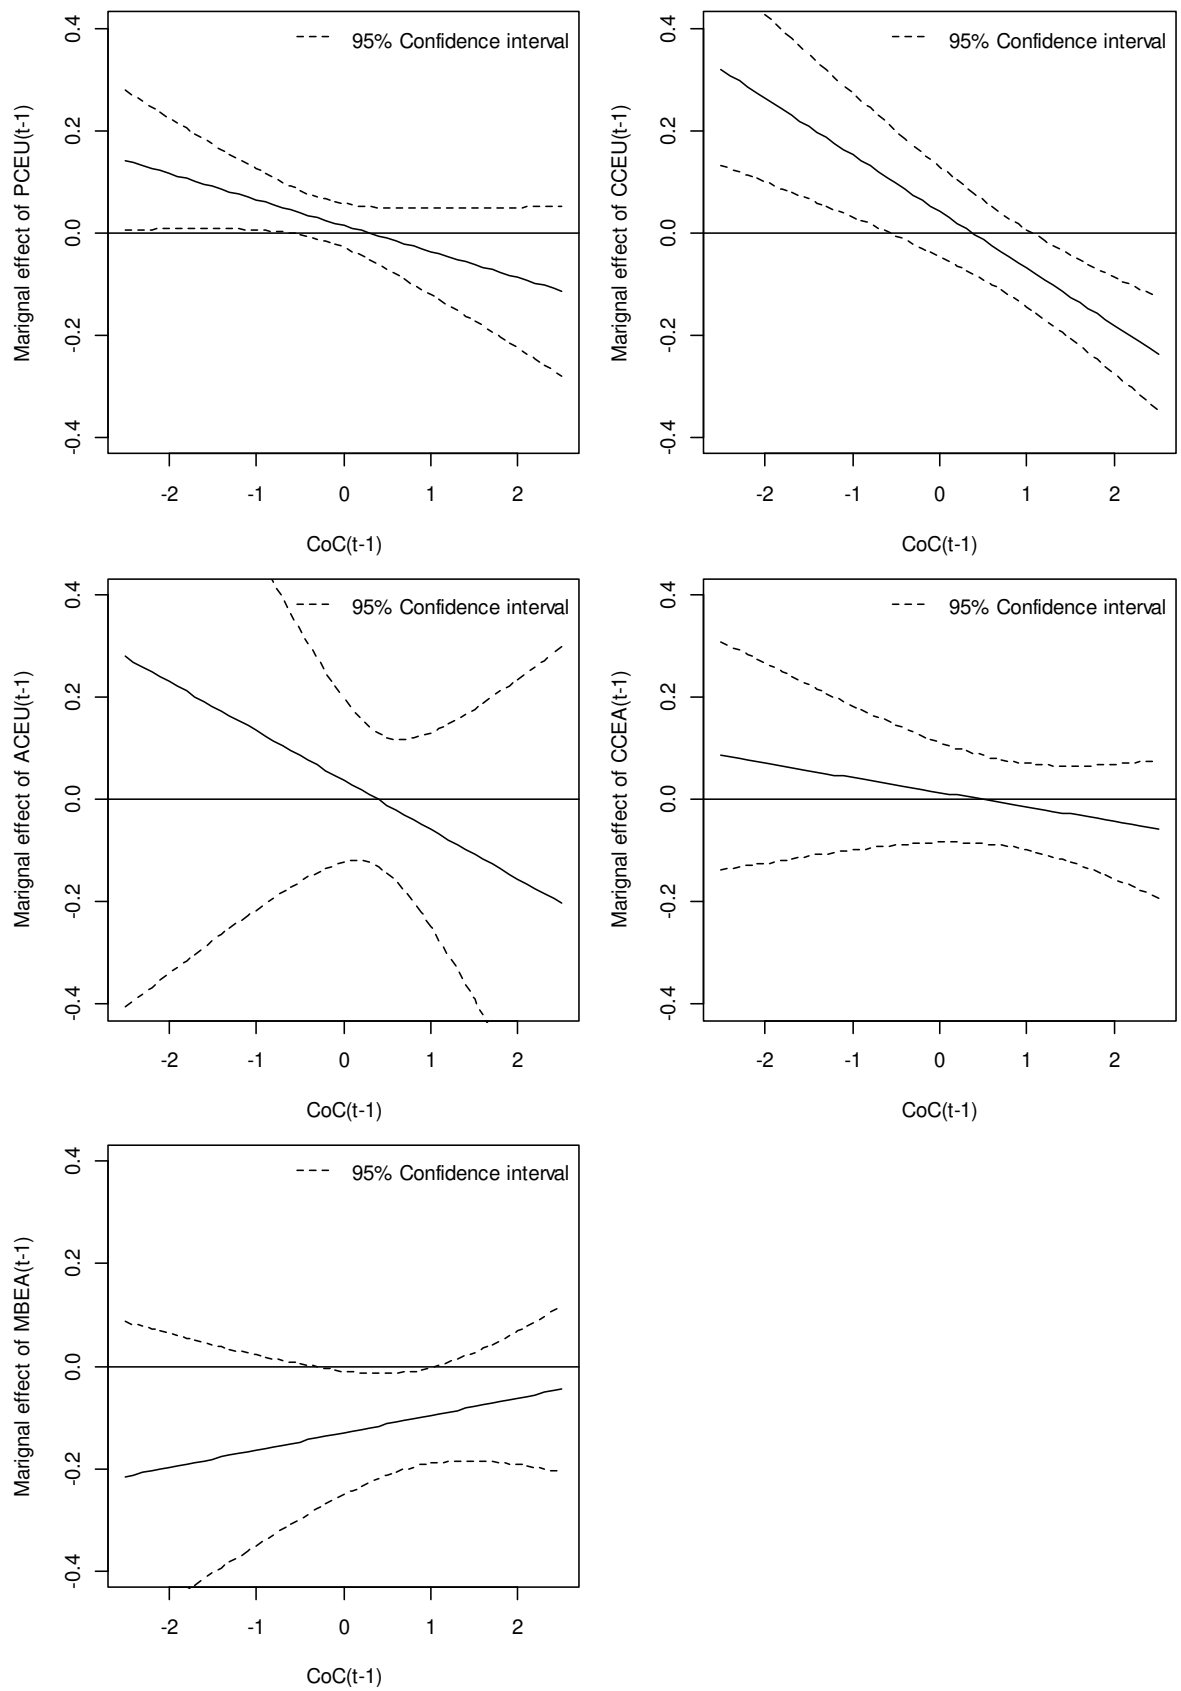 95% Confidence interval
Marignal effect of PCEU(t-1)
0.4
0.2
0.0
-0.2
-0.4
-2 -1 0 1 2
CoC(t-1)
95% Confidence interval
Marignal effect of CCEU(t-1)
0.4
0.2
0.0
-0.2
-0.4
-2 -1 0 1 2
CoC(t-1)
95% Confidence interval
Marignal effect of ACEU(t-1)
0.4
0.2
0.0
-0.2
-0.4
-2 -1 0 1 2
CoC(t-1)
95% Confidence interval
Marignal effect of CCEA(t-1)
0.4
0.2
0.0
-0.2
-0.4
-2 -1 0 1 2
CoC(t-1)
95% Confidence interval
Marignal effect of MBEA(t-1)
0.4
0.2
0.0
-0.2
-0.4
-2 -1 0 1 2
CoC(t-1)